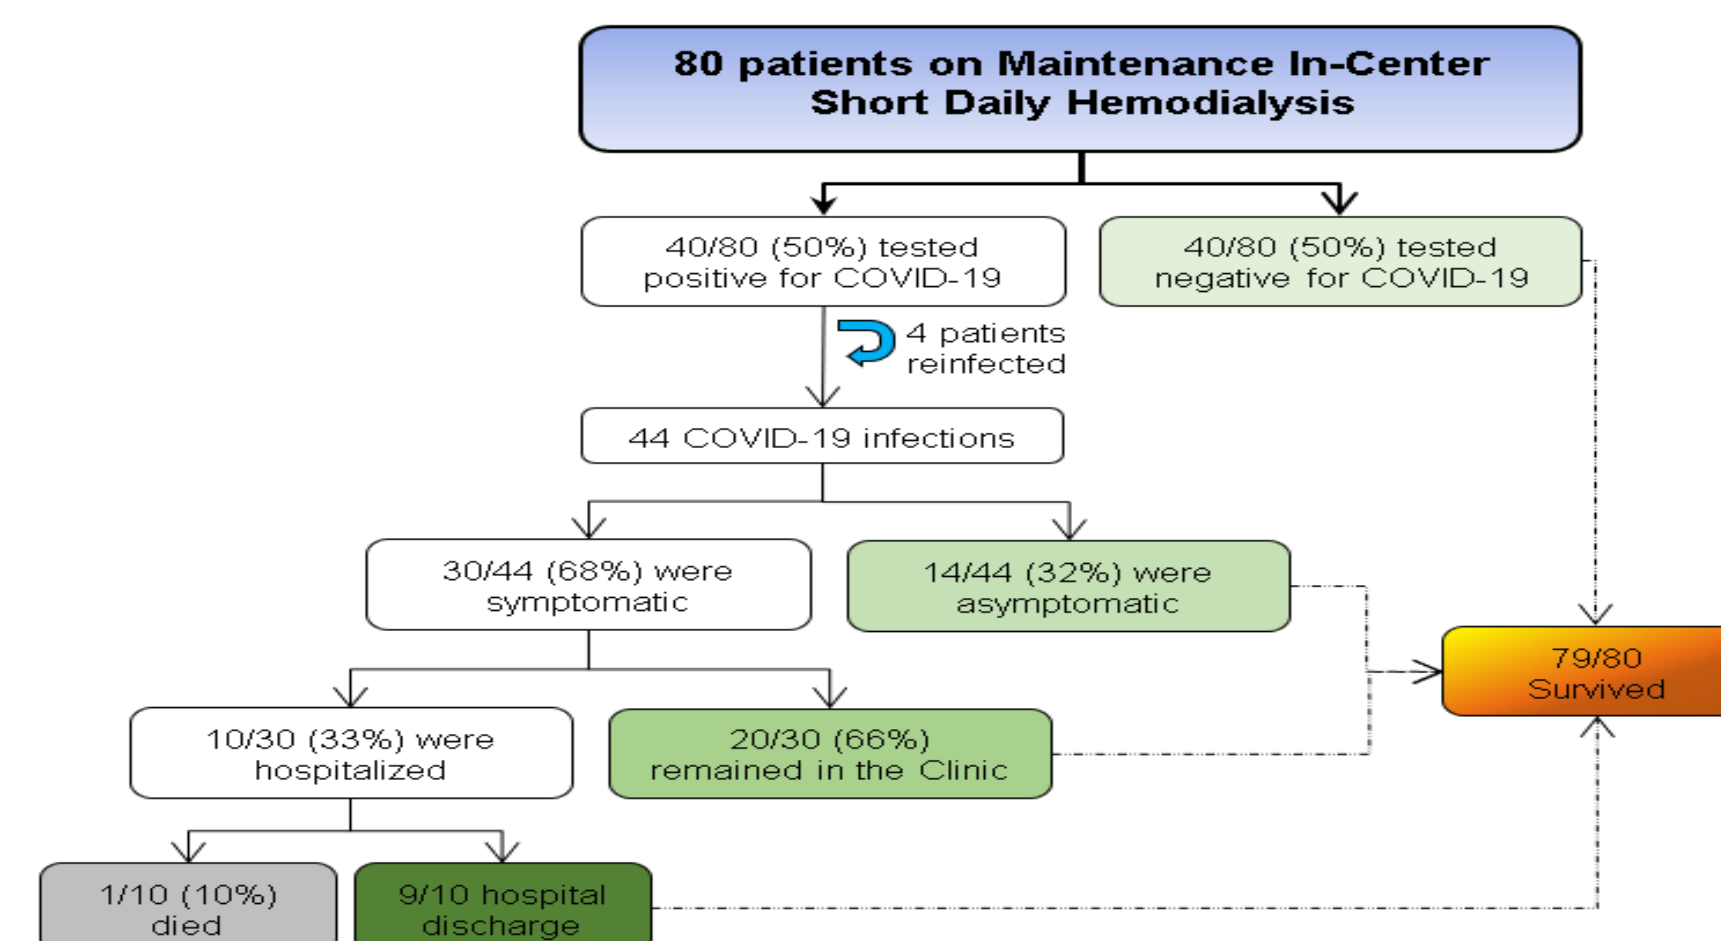 80 patients on Maintenance In-Center
Short Daily Hemodialysis
40/80 (50%) tested
positive for COVID-19
40/80 (50%) tested
negative for COVID-19
4 patients
reinfected
44 COVID-19 infections
30/44 (68%) were
symptomatic
14/44 (32%) were
asymptomatic
79/80
Survived
10/30 (33%) were
hospitalized
20/30 (66%)
remained in the Clinic
1/10 (10%)
died
9/10 hospital
discharge